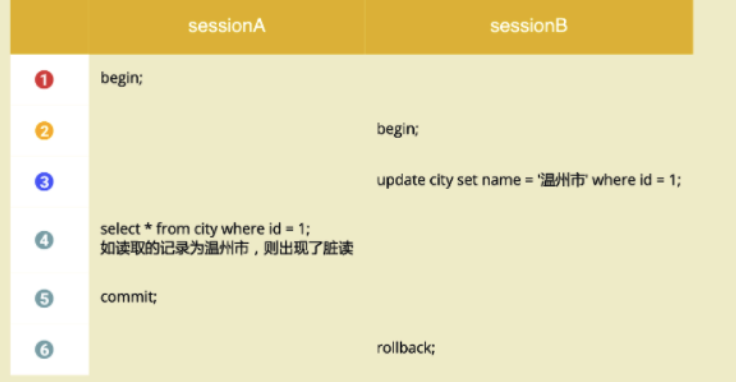 sessionA
sessionB
1
begin;
2
begin;
3
update city set name = '温州市' where id = 1;
4
select * from city where id = 1;
如读取的记录为温州市，则出现了脏读
5
commit;
6
rollback;